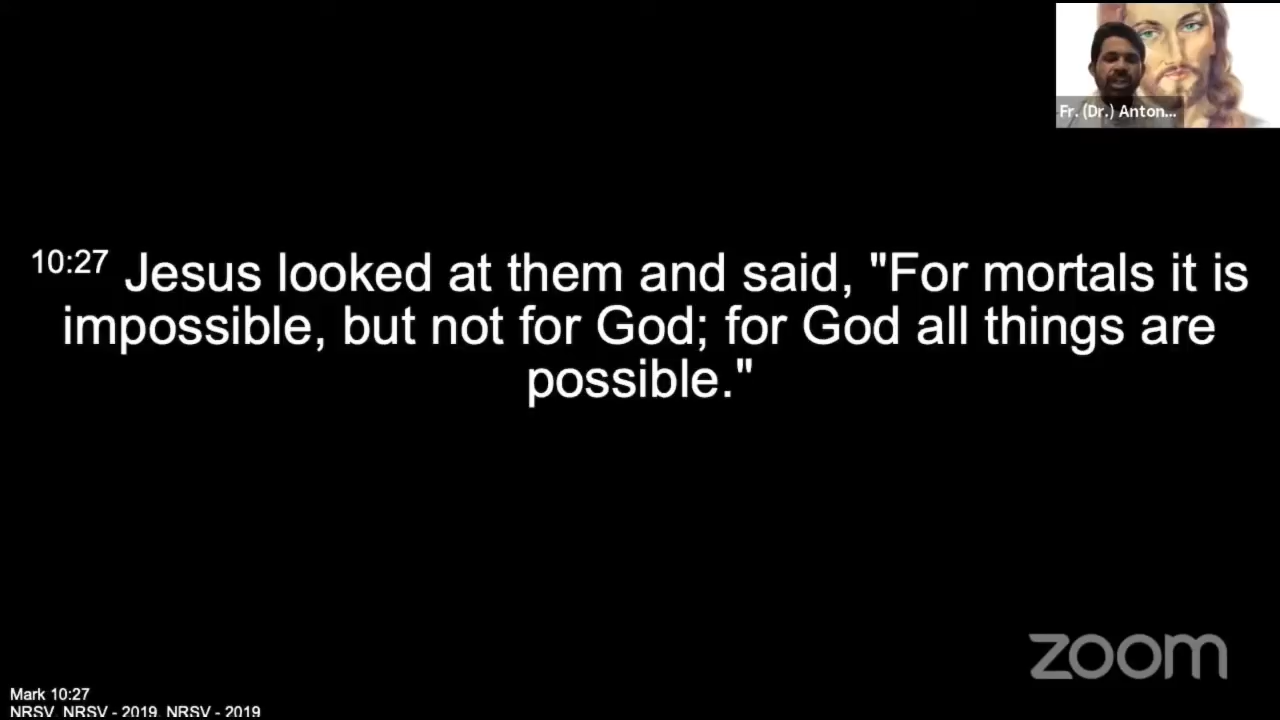 Fr. (Dr.) Anton...
10:27 Jesus looked at them and said, "For mortals it is
impossible, but not for God; for God all things are
possible."
zoom
Mark 10:27
NRSV, NRSV - 2019, NRSV - 2019